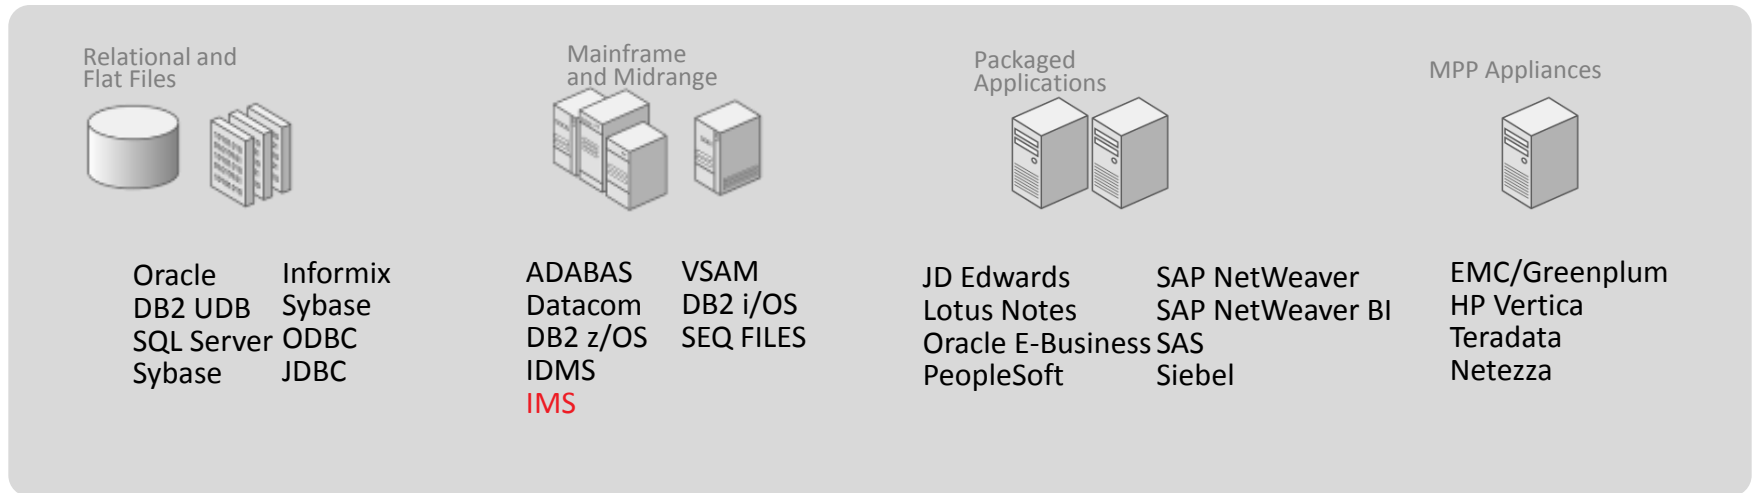 Relational and
Flat Files
Oracle
DB2 UDB
SQL Server
Sybase
Informix
Sybase
ODBC
JDBC
Mainframe
and Midrange
ADABAS
Datacom
DB2 z/OS
IDMS
IMS
VSAM
DB2 i/OS
SEQ FILES
Packaged
Applications
JD Edwards
Lotus Notes
Oracle E-Business
PeopleSoft
SAP NetWeaver
SAP NetWeaver BI
SAS
Siebel
MPP Appliances
EMC/Greenplum
HP Vertica
Teradata
Netezza